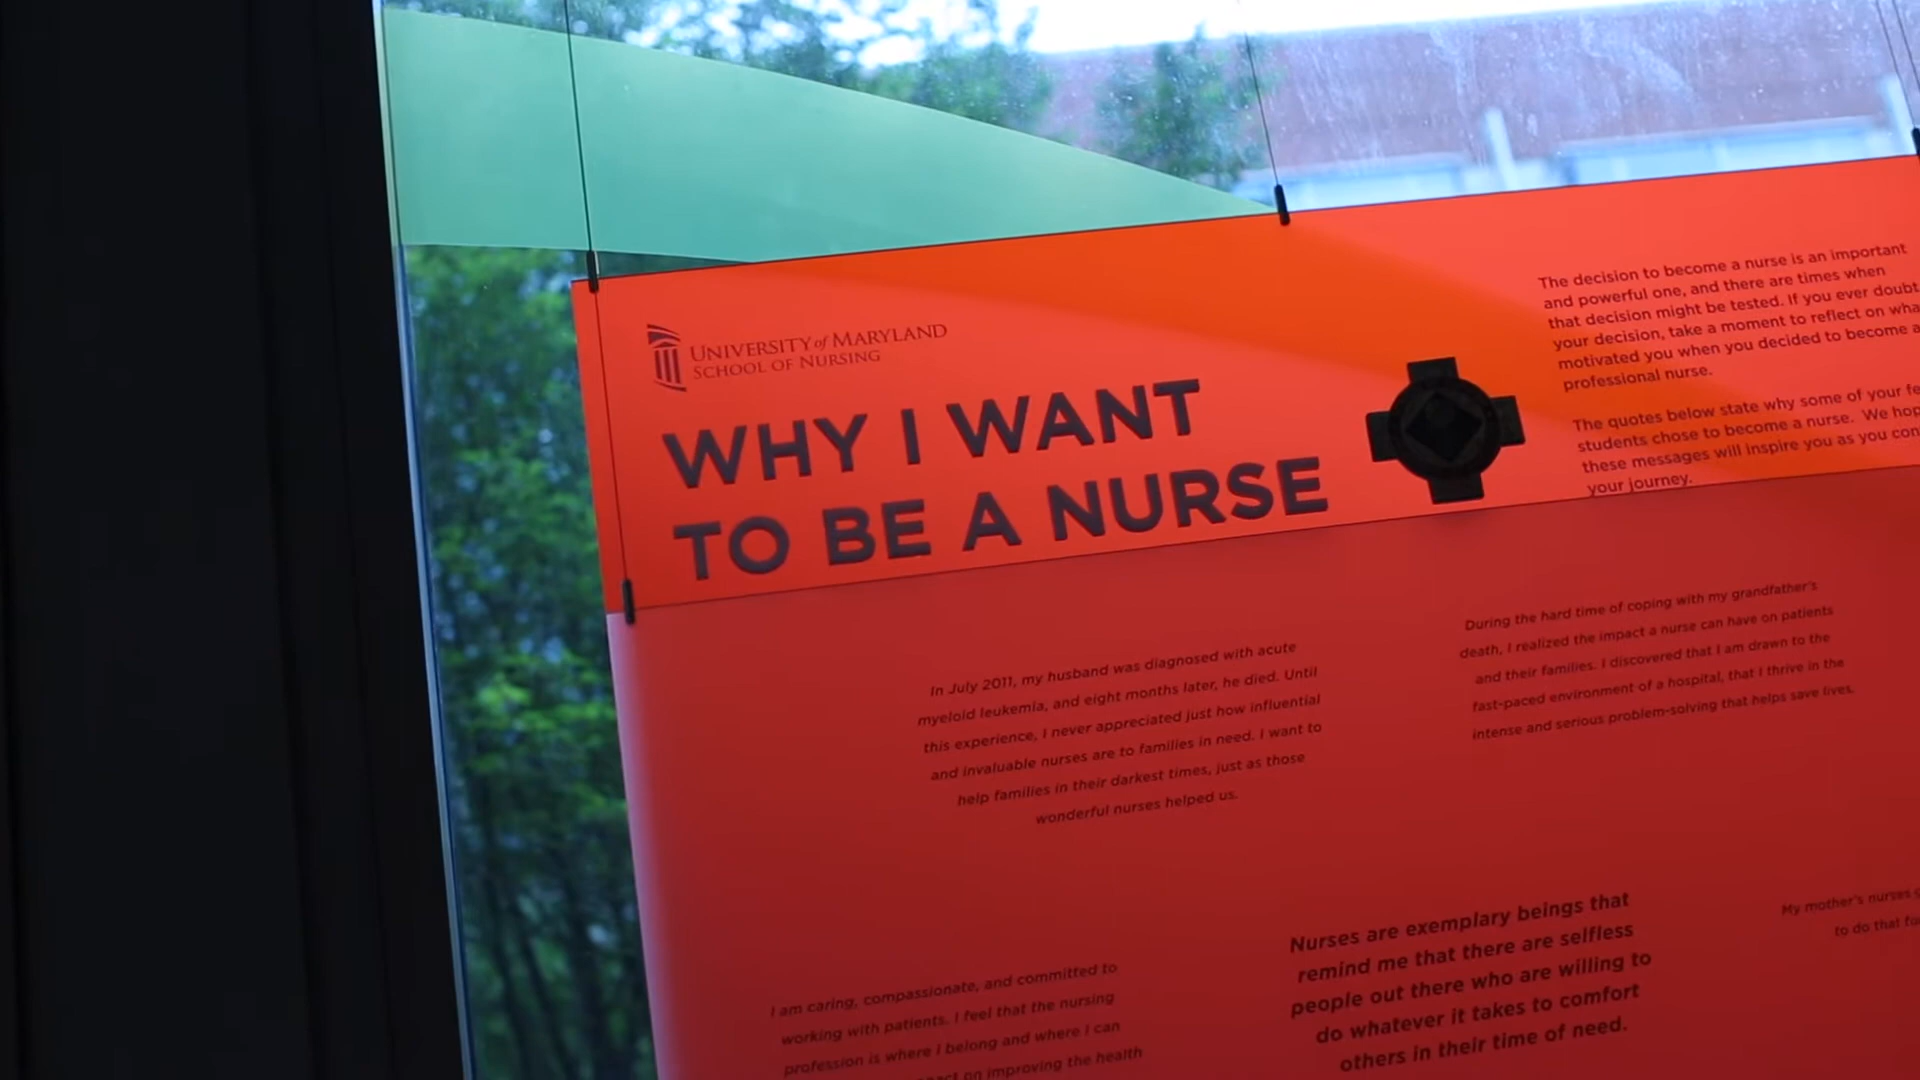 UNIVERSITY of MARYLAND
SCHOOL OF NURSING
WHY I WANT
TO BE A NURSE
The decision to become a nurse is an important
and powerful one, and there are times when
that decision might be tested. If you ever doubt
your decision, take a moment to reflect on
motivated you when you decided to become a
professional nurse.
The quotes below state why some of your
students chose to become a nurse. We
these messages will inspire you as you
your journey.
In July 2011, my husband was diagnosed with acute
myeloid leukemia, and eight months later, he died. Until
this experience, I never appreciated just how influential
and invaluable nurses are to families in need. I want to
help families in their darkest times, just as those
wonderful nurses helped us.
During the hard time of coping with my grandfather's
death, I realized the impact a nurse can have on patients
and their families. I discovered that I am drawn to the
fast-paced environment of a hospital, that I thrive in the
intense and serious problem-solving that helps save lives.
I am caring, compassionate, and committed to
working with patients. I feel that the nursing
profession is where I belong and where I can
on improving the health
Nurses are exemplary beings that
remind me that there are selfless
people out there who are willing to
do whatever it takes to comfort
others in their time of need.
My mother's nurses
to do that